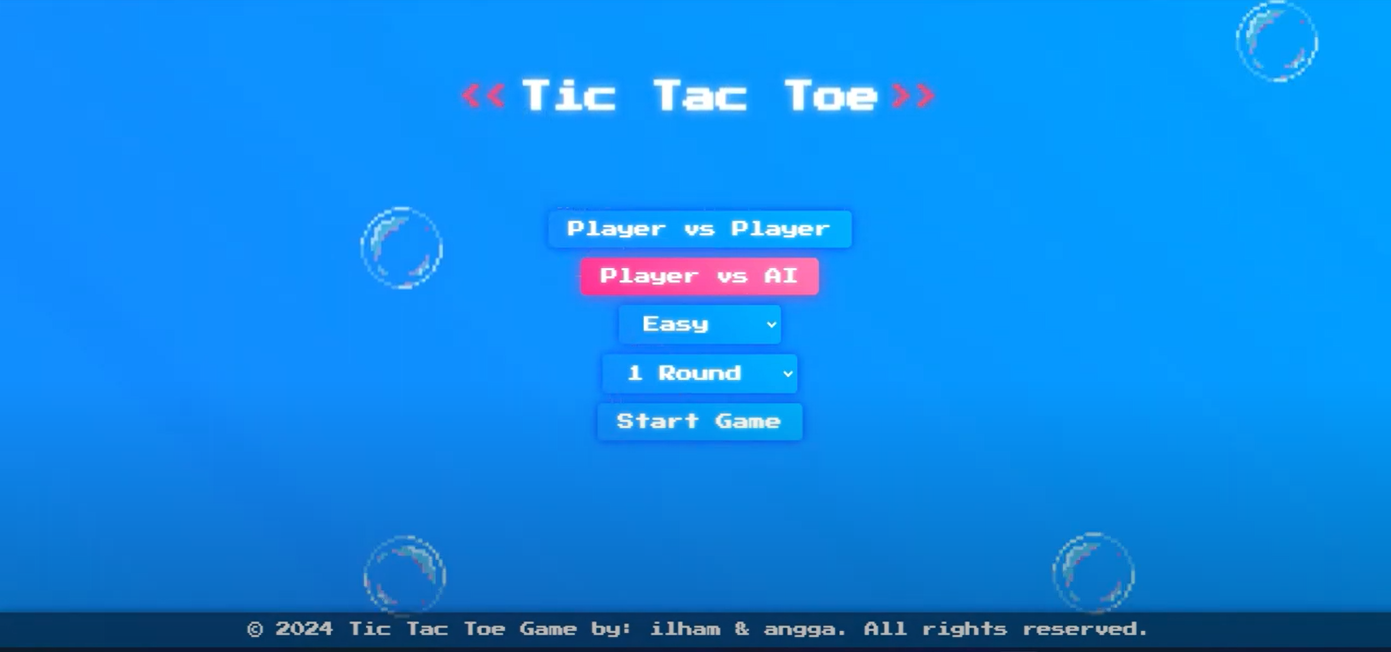 << Tic Tac Toe >>
Player vs Player
Player vs AI
Easy
1 Round
Start Game
© 2024 Tic Tac Toe Game by: ilham & angga. All rights reserved.